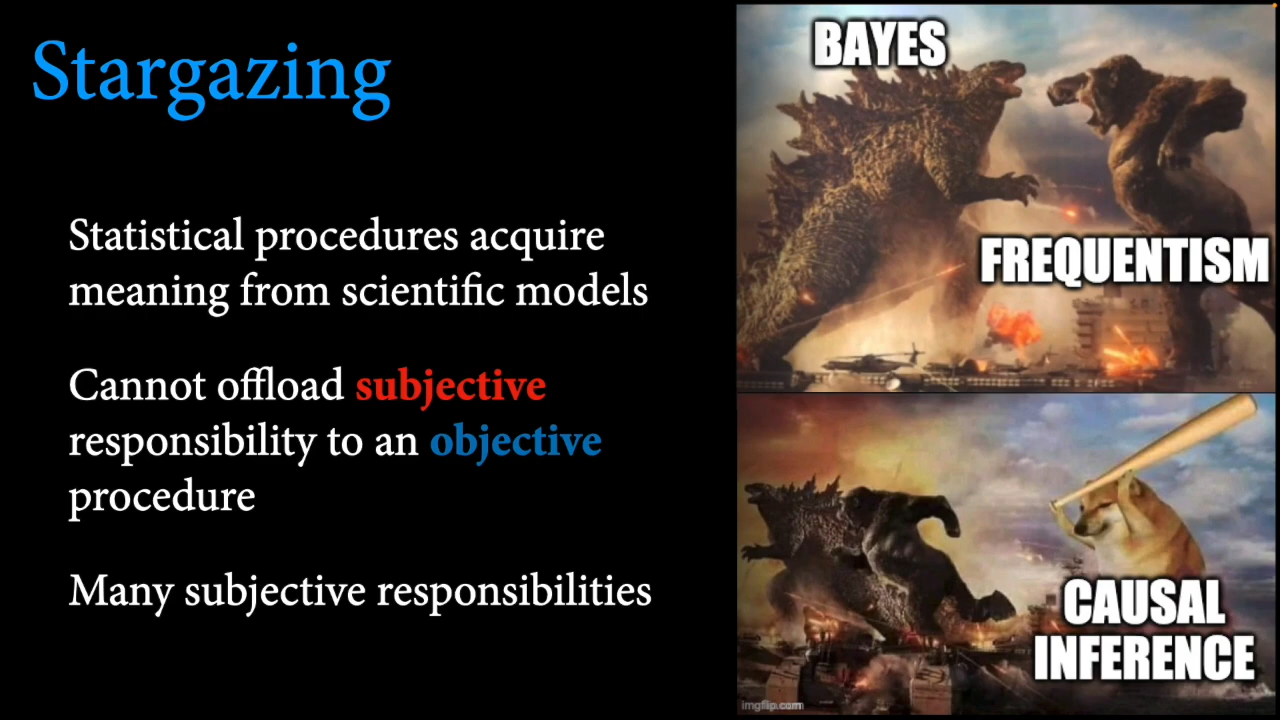 Stargazing
Statistical procedures acquire
meaning from scientific models
Cannot offload subjective
responsibility to an objective
procedure
Many subjective responsibilities
BAYES
FREQUENTISM
CAUSAL
INFERENCE
imgflip.com